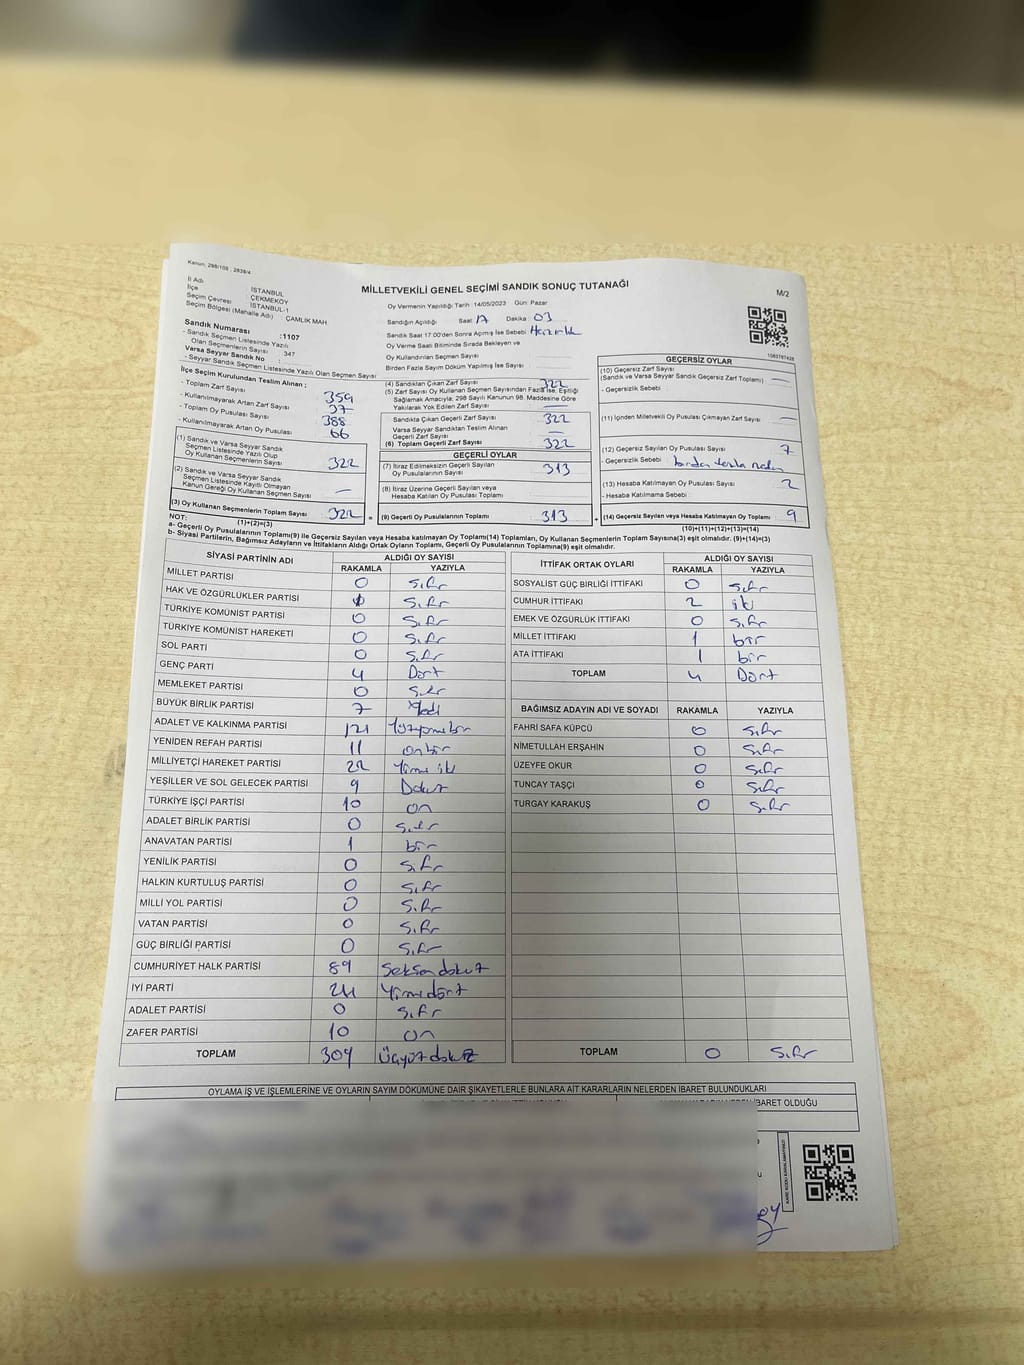 Kanun: 298/105 , 2839/4
MİLLETVEKİLİ GENEL SEÇİMİ SANDIK SONUÇ TUTANAĞI
M/2
İl Adı : İSTANBUL
İlçe : ÇEKMEKÖY
Seçim Çevresi : İSTANBUL-1
Seçim Bölgesi (Mahalle Adı) : ÇAMLIK MAH.
Sandık Numarası :1107
- Sandık Seçmen Listesinde Yazılı
Olan Seçmenlerin Sayısı : 347
Varsa Seyyar Sandık No :
- Seyyar Sandık Seçmen Listesinde Yazılı Olan Seçmen Sayısı
Oy Vermenin Yapıldığı Tarih :14/05/2023 Gün: Pazar
Sandığın Açıldığı Saat 17 Dakika : 03
Sandık Saat 17:00'den Sonra Açılmış İse Sebebi : Hazırlık
Oy Verme Saati Bitiminde Sırada Bekleyen ve
Oy Kullandırılan Seçmen Sayısı
Birden Fazla Sayım Döküm Yapılmış İse Sayısı
1083787428
İlçe Seçim Kurulundan Teslim Alınan :
- Toplam Zarf Sayısı 359
- Kullanılmayarak Artan Zarf Sayısı 37
- Toplam Oy Pusulası Sayısı 388
- Kullanılmayarak Artan Oy Pusulası 66
(1) Sandık ve Varsa Seyyar Sandık
Seçmen Listesinde Yazılı Olup
Oy Kullanan Seçmenlerin Sayısı 322
(2) Sandık ve Varsa Seyyar Sandık
Seçmen Listesinde Kayıtlı Olmayan
Kanun Gereği Oy Kullanan Seçmen Sayısı —
(3) Oy Kullanan Seçmenlerin Toplam Sayısı 322
(1)+(2)=(3)
(4) Sandıktan Çıkan Zarf Sayısı 322
(5) Zarf Sayısı Oy Kullanan Seçmen Sayısından Fazla ise, Eşitliği
Sağlamak Amacıyla, 298 Sayılı Kanunun 98. Maddesine Göre
Yakılarak Yok Edilen Zarf Sayısı —
Sandıkta Çıkan Geçerli Zarf Sayısı 322
Varsa Seyyar Sandıktan Teslim Alınan
Geçerli Zarf Sayısı —
(6) Toplam Geçerli Zarf Sayısı 322
GEÇERLİ OYLAR
(7) İtiraz Edilmeksizin Geçerli Sayılan
Oy Pusulalarının Sayısı 313
(8) İtiraz Üzerine Geçerli Sayılan veya
Hesaba Katılan Oy Pusulası Toplamı
= (9) Geçerli Oy Pusulalarının Toplamı 313
GEÇERSİZ OYLAR
(10) Geçersiz Zarf Sayısı
(Sandık ve Varsa Seyyar Sandık Geçersiz Zarf Toplamı) —
- Geçersizlik Sebebi :
(11) İçinden Milletvekili Oy Pusulası Çıkmayan Zarf Sayısı —
(12) Geçersiz Sayılan Oy Pusulası Sayısı 7
- Geçersizlik Sebebi : birden fazla
(13) Hesaba Katılmayan Oy Pusulası Sayısı 2
- Hesaba Katılmama Sebebi :
+ (14) Geçersiz Sayılan veya Hesaba Katılmayan Oy Toplamı 9
(10)+(11)+(12)+(13)=(14)
NOT:
a- Geçerli Oy Pusulalarının Toplamı(9) ile Geçersiz Sayılan veya Hesaba katılmayan Oy Toplamı(14) Toplamları, Oy Kullanan Seçmenlerin Toplam Sayısına(3) eşit olmalıdır. (9)+(14)=(3)
b- Siyasi Partilerin, Bağımsız Adayların ve İttifakların Aldığı Ortak Oyların Toplamı, Geçerli Oy Pusulalarının Toplamına(9) eşit olmalıdır.
SİYASİ PARTİNİN ADI ALDIĞI OY SAYISI
RAKAMLA YAZIYLA
MİLLET PARTİSİ 0 Sıfır
HAK VE ÖZGÜRLÜKLER PARTİSİ 0 Sıfır
TÜRKİYE KOMÜNİST PARTİSİ 0 Sıfır
TÜRKİYE KOMÜNİST HAREKETİ 0 Sıfır
SOL PARTİ 0 Sıfır
GENÇ PARTİ 4 Dört
MEMLEKET PARTİSİ 0 Sıfır
BÜYÜK BİRLİK PARTİSİ 7 Yedi
ADALET VE KALKINMA PARTİSİ 121 Yüzyirmibir
YENİDEN REFAH PARTİSİ 11 onbir
MİLLİYETÇİ HAREKET PARTİSİ 22 Yirmi iki
YEŞİLLER VE SOL GELECEK PARTİSİ 9 Dokuz
TÜRKİYE İŞÇİ PARTİSİ 10 on
ADALET BİRLİK PARTİSİ 0 Sıfır
ANAVATAN PARTİSİ 1 bir
YENİLİK PARTİSİ 0 Sıfır
HALKIN KURTULUŞ PARTİSİ 0 Sıfır
MİLLİ YOL PARTİSİ 0 Sıfır
VATAN PARTİSİ 0 Sıfır
GÜÇ BİRLİĞİ PARTİSİ 0 Sıfır
CUMHURİYET HALK PARTİSİ 89 Seksen dokuz
İYİ PARTİ 24 Yirmi dört
ADALET PARTİSİ 0 Sıfır
ZAFER PARTİSİ 10 on
TOPLAM 309 Üçyüz dokuz
İTTİFAK ORTAK OYLARI ALDIĞI OY SAYISI
RAKAMLA YAZIYLA
SOSYALİST GÜÇ BİRLİĞİ İTTİFAKI 0 Sıfır
CUMHUR İTTİFAKI 2 iki
EMEK VE ÖZGÜRLÜK İTTİFAKI 0 Sıfır
MİLLET İTTİFAKI 1 bir
ATA İTTİFAKI 1 bir
TOPLAM 4 Dört
BAĞIMSIZ ADAYIN ADI VE SOYADI RAKAMLA YAZIYLA
FAHRİ SAFA KÜPCÜ 0 Sıfır
NİMETULLAH ERŞAHİN 0 Sıfır
ÜZEYFE OKUR 0 Sıfır
TUNCAY TAŞÇI 0 Sıfır
TURGAY KARAKUŞ 0 Sıfır
TOPLAM 0 Sıfır
OYLAMA İŞ VE İŞLEMLERİNE VE OYLARIN SAYIM DÖKÜMÜNE DAİR ŞİKAYETLERLE BUNLARA AİT KARARLARIN NELERDEN İBARET BULUNDUKLARI
İBARET OLDUĞU